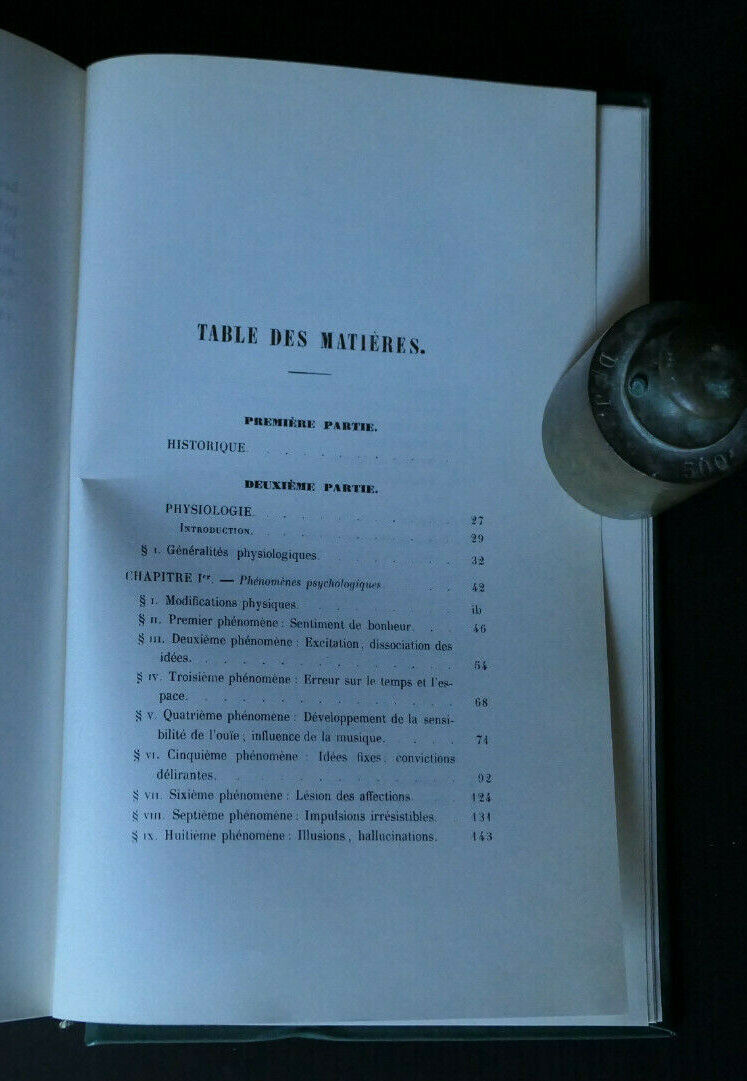 TABLE DES MATIÈRES.
PREMIÈRE PARTIE.
HISTORIQUE
DEUXIÈME PARTIE.
PHYSIOLOGIE. 27
INTRODUCTION. 29
§ I. Généralités physiologiques. 32
CHAPITRE Ier. — Phénomènes psychologiques 42
§ I. Modifications physiques. ib
§ II. Premier phénomène : Sentiment de bonheur. 46
§ III. Deuxième phénomène : Excitation, dissociation des
idées. 54
§ IV. Troisième phénomène : Erreur sur le temps et l'es-
pace. 68
§ V. Quatrième phénomène : Développement de la sensi-
bilité de l'ouïe ; influence de la musique. 74
§ VI. Cinquième phénomène : Idées fixes ; convictions
délirantes. 92
§ VII. Sixième phénomène : Lésion des affections. 124
§ VIII. Septième phénomène : Impulsions irrésistibles. 131
§ IX. Huitième phénomène : Illusions, hallucinations. 143
500